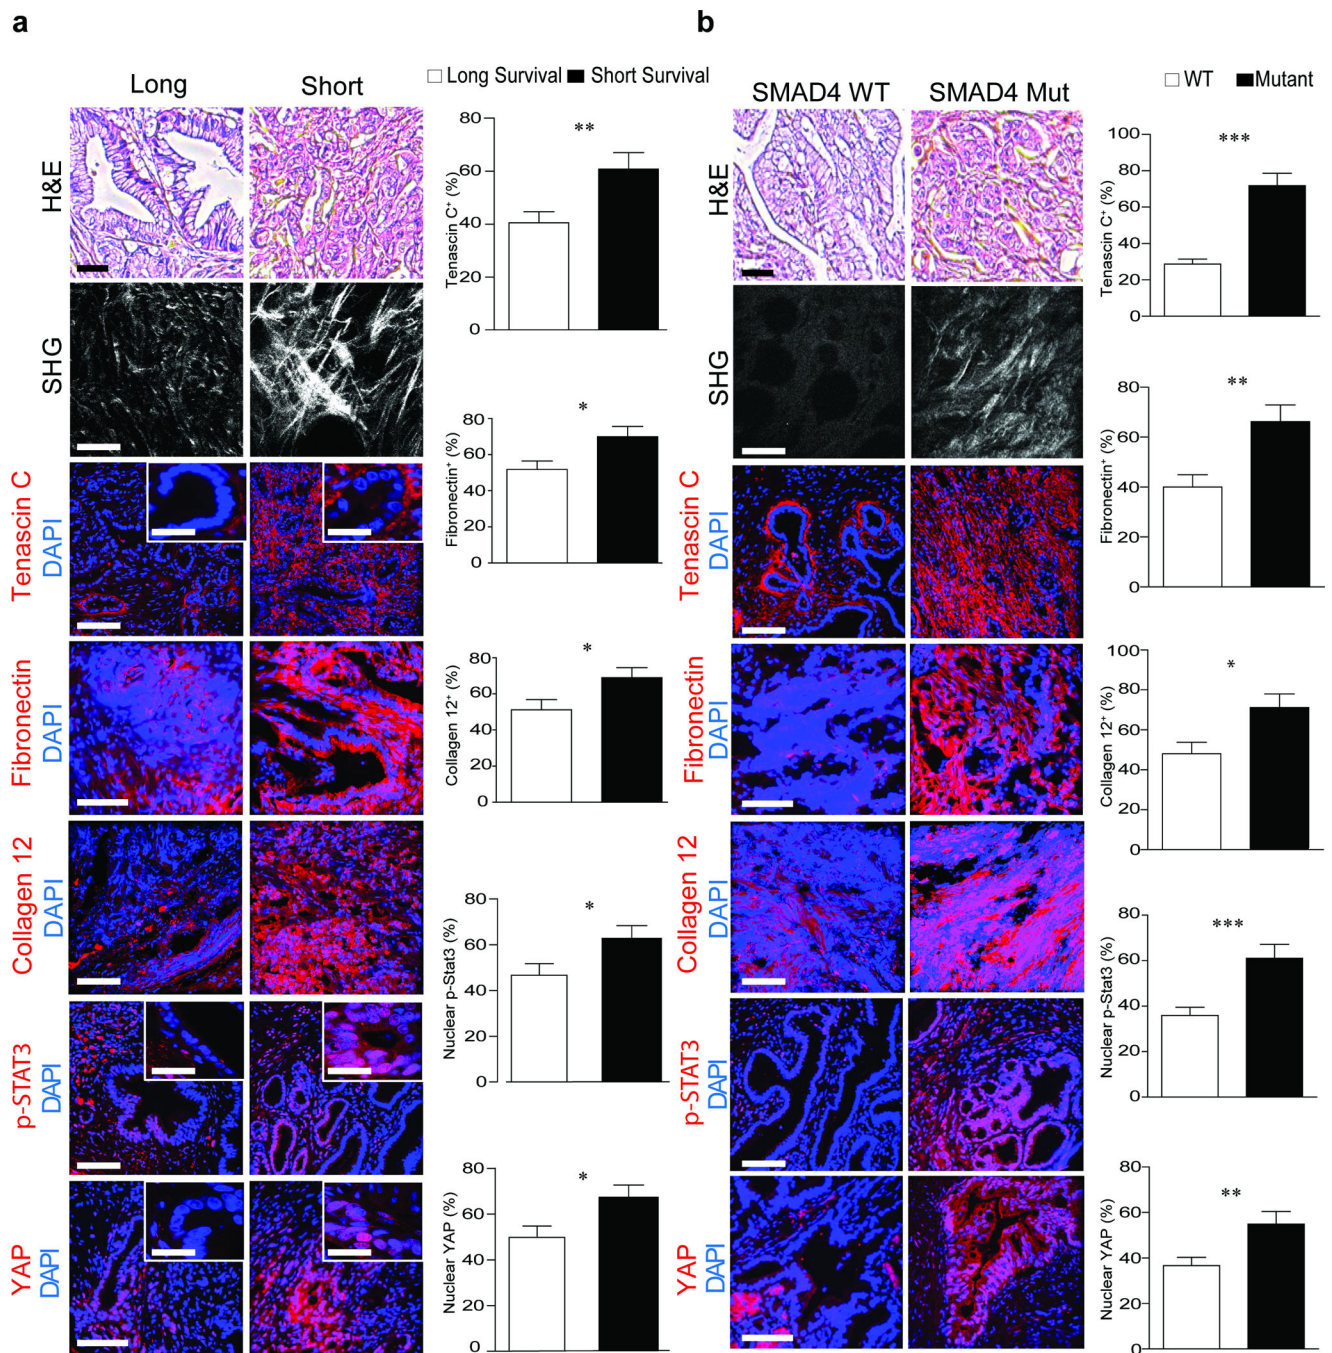 a
Long
Short
Long Survival
Short Survival
H&E
SHG
Tenascin C
DAPI
Fibronectin
DAPI
Collagen 12
DAPI
p-STAT3
DAPI
YAP
DAPI
Tenascin C⁺ (%)
80
60
40
20
0
**
Fibronectin⁺ (%)
80
60
40
20
0
*
Collagen 12⁺ (%)
80
60
40
20
0
*
Nuclear p-Stat3 (%)
80
60
40
20
0
*
Nuclear YAP (%)
80
60
40
20
0
*
b
SMAD4 WT
SMAD4 Mut
WT
Mutant
H&E
SHG
Tenascin C
DAPI
Fibronectin
DAPI
Collagen 12
DAPI
p-STAT3
DAPI
YAP
DAPI
Tenascin C⁺ (%)
100
80
60
40
20
0
***
Fibronectin⁺ (%)
80
60
40
20
0
**
Collagen 12⁺ (%)
100
80
60
40
20
0
*
Nuclear p-Stat3 (%)
80
60
40
20
0
***
Nuclear YAP (%)
80
60
40
20
0
**